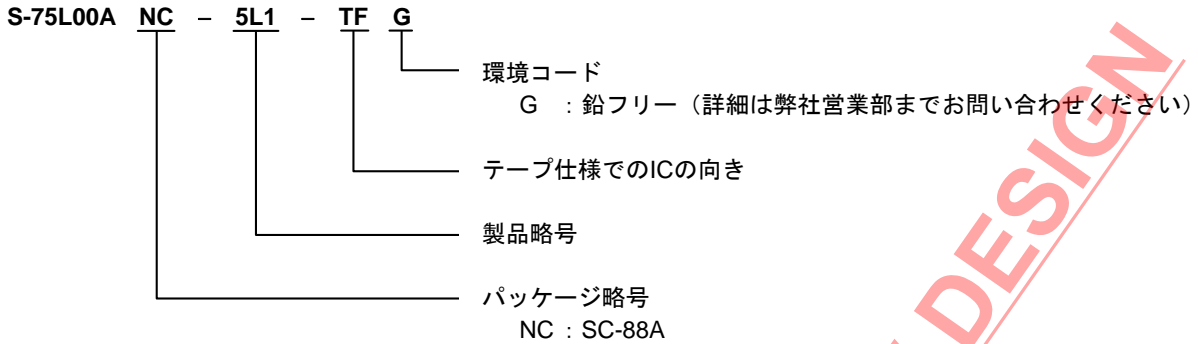 S-75L00A NC － 5L1 － TF G
環境コード
G ：鉛フリー（詳細は弊社営業部までお問い合わせください）
テープ仕様でのICの向き
製品略号
パッケージ略号
NC ：SC-88A
DESIGN